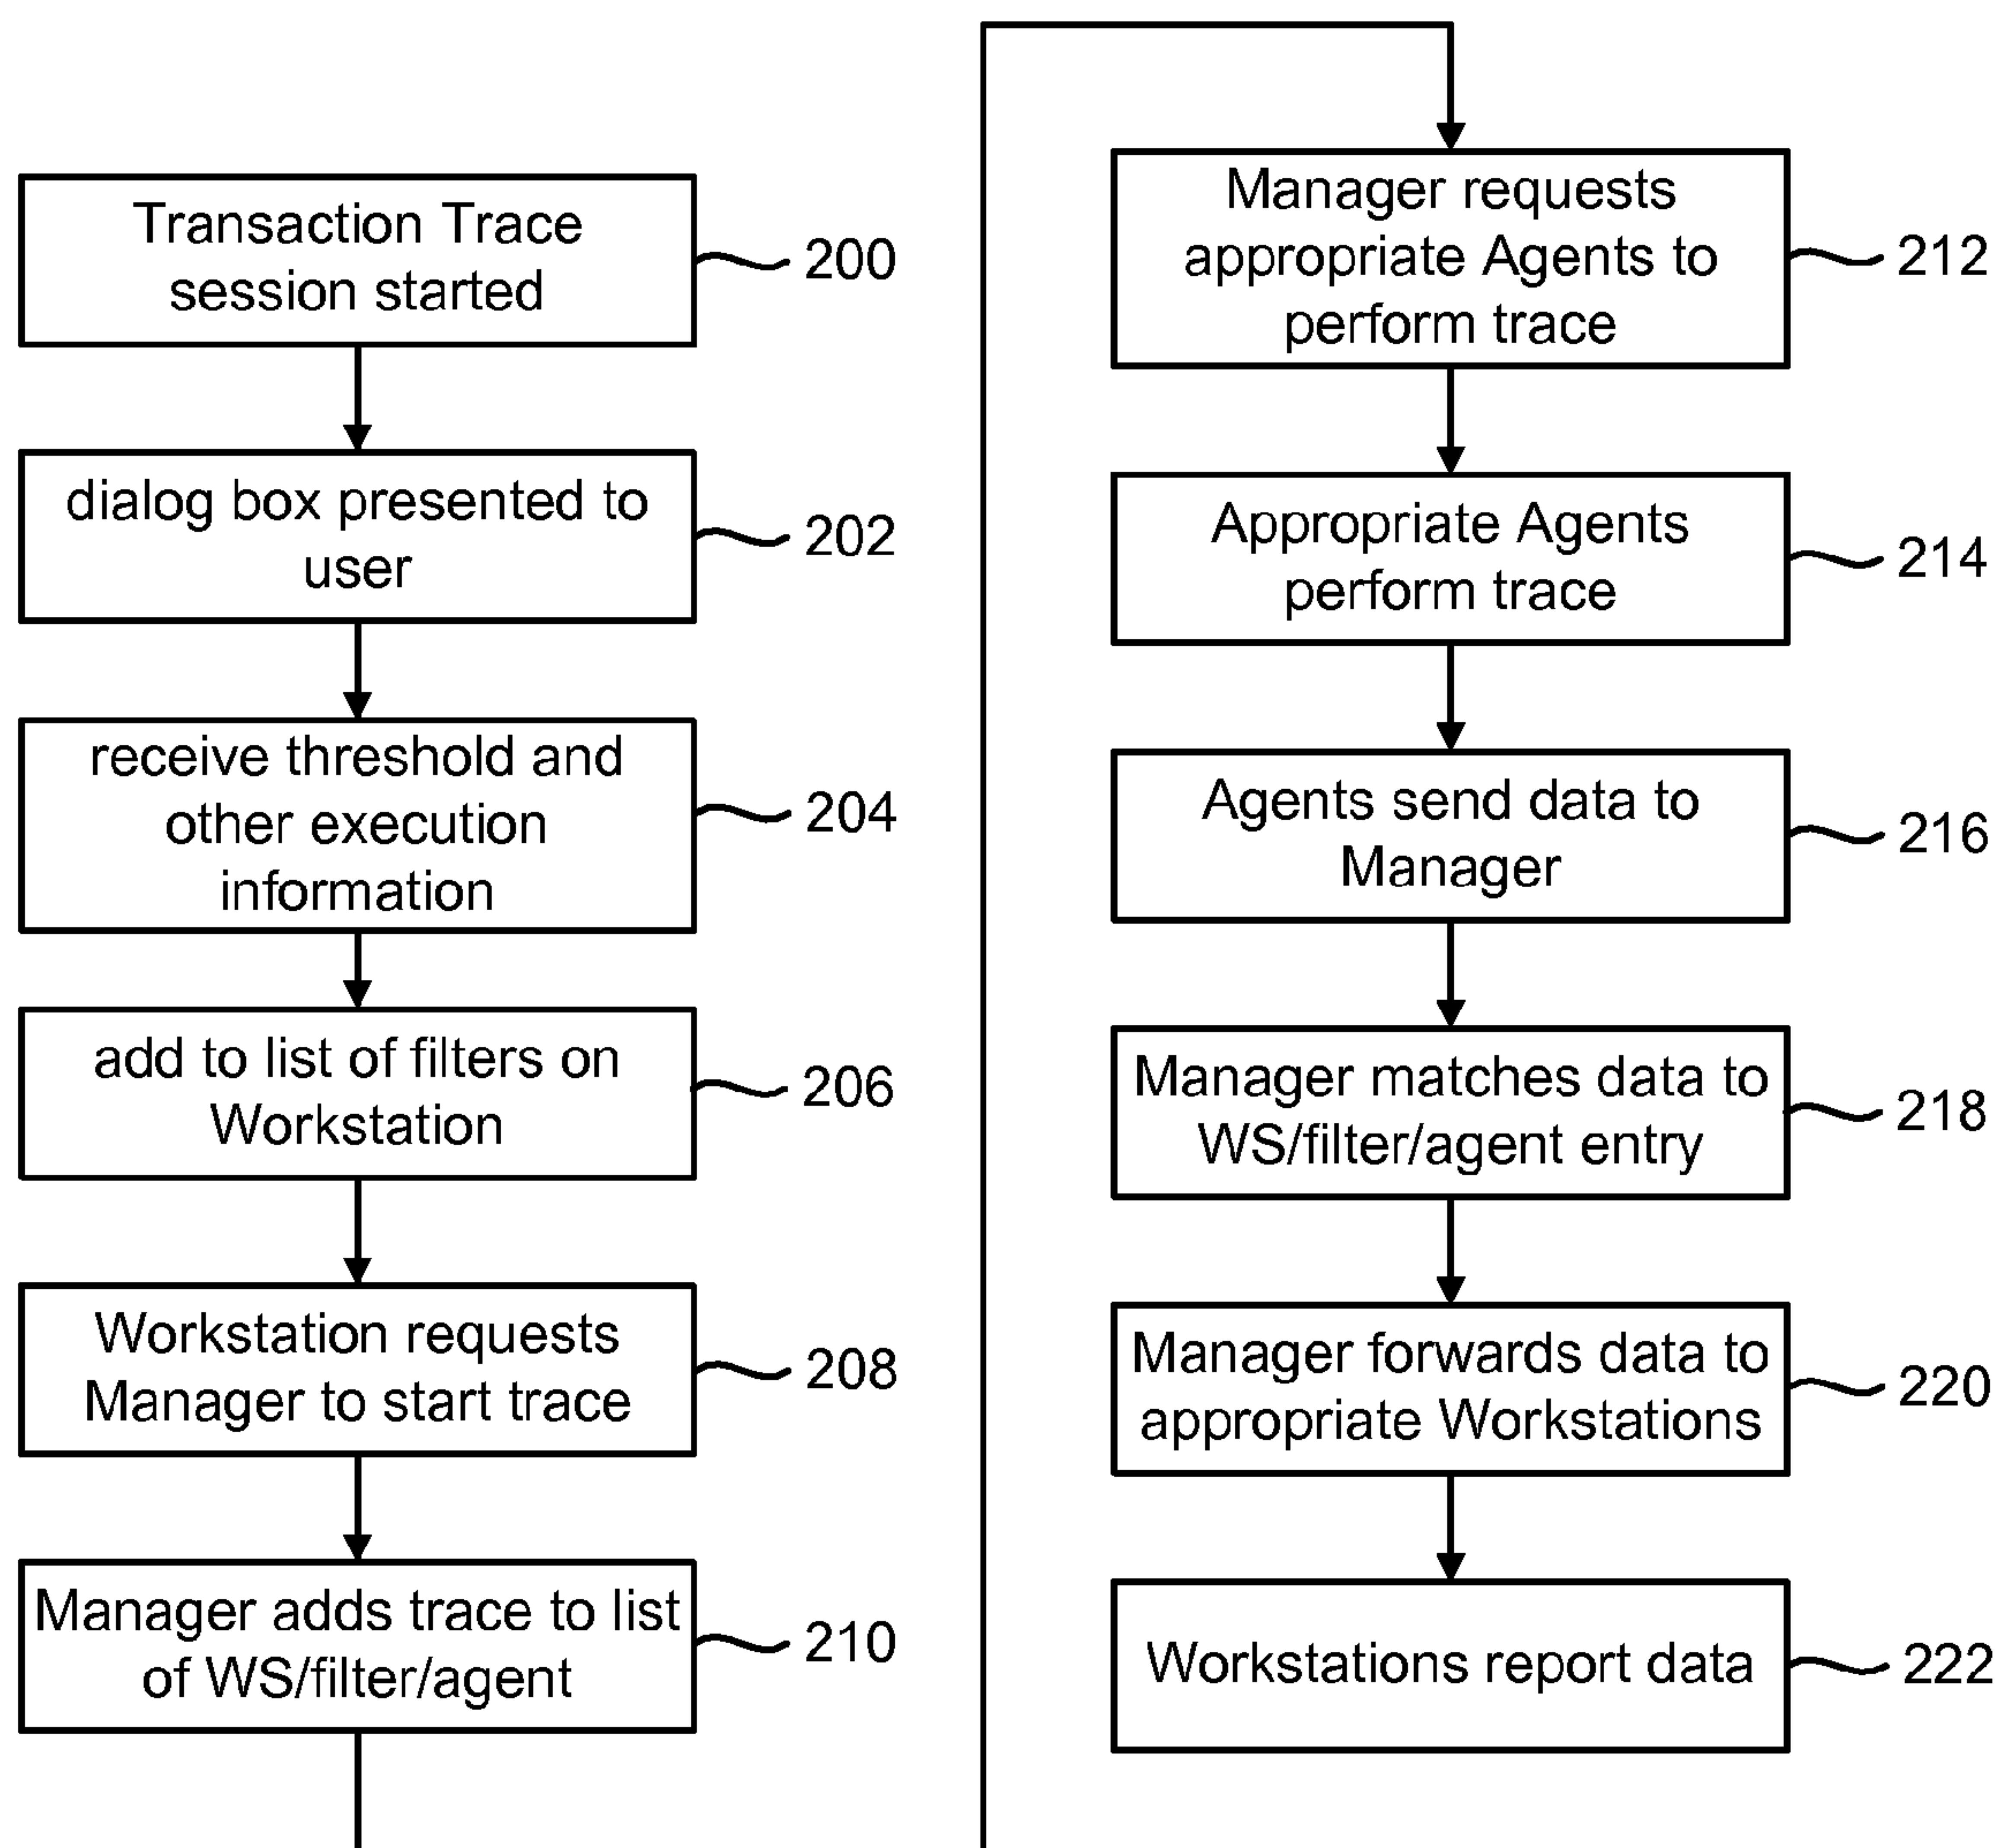 Transaction Trace
session started
200
dialog box presented to
user
202
receive threshold and
other execution
information
204
add to list of filters on
Workstation
206
Workstation requests
Manager to start trace
208
Manager adds trace to list
of WS/filter/agent
210
Manager requests
appropriate Agents to
perform trace
212
Appropriate Agents
perform trace
214
Agents send data to
Manager
216
Manager matches data to
WS/filter/agent entry
218
Manager forwards data to
appropriate Workstations
220
Workstations report data
222